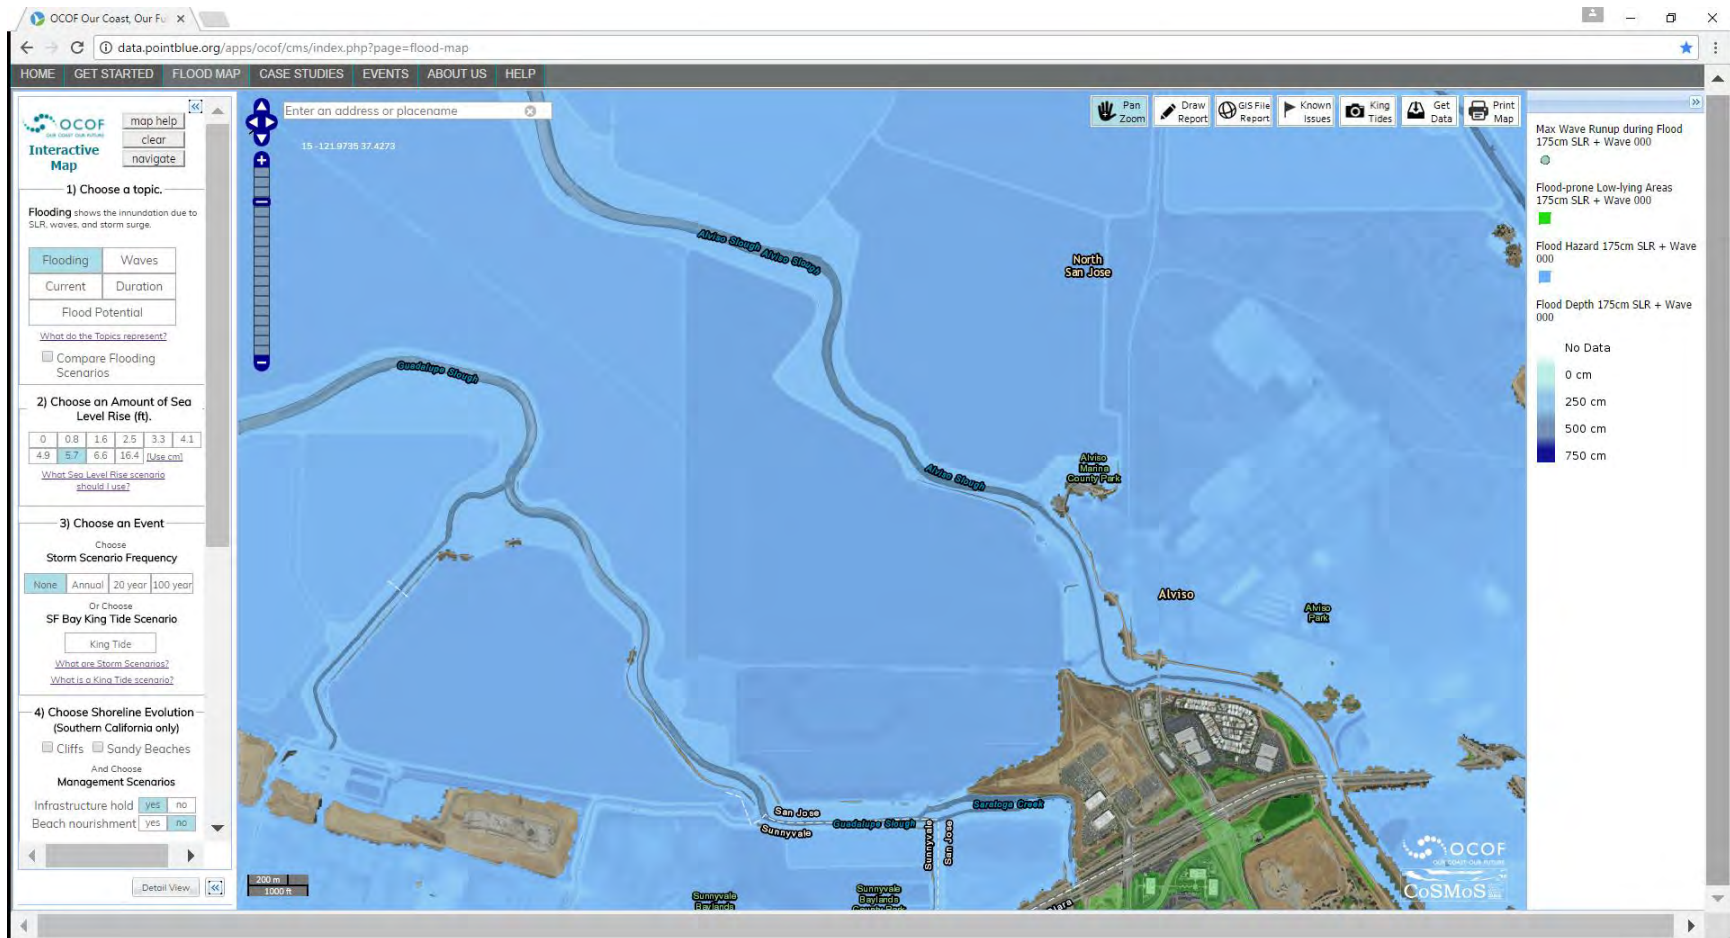 OCOF Our Coast, Our Fu
data.pointblue.org/apps/ocof/cms/index.php?page=flood-map
HOME GET STARTED FLOOD MAP CASE STUDIES EVENTS ABOUT US HELP
OCOF
OUR COAST OUR FUTURE
Interactive
Map
map help
clear
navigate
1) Choose a topic.
Flooding shows the innundation due to
SLR, waves, and storm surge.
Flooding Waves
Current Duration
Flood Potential
What do the Topics represent?
Compare Flooding
Scenarios
2) Choose an Amount of Sea
Level Rise (ft).
0 0.8 1.6 2.5 3.3 4.1
4.9 5.7 6.6 16.4 [Use cm]
What Sea Level Rise scenario
should I use?
3) Choose an Event
Choose
Storm Scenario Frequency
None Annual 20 year 100 year
Or Choose
SF Bay King Tide Scenario
King Tide
What are Storm Scenarios?
What is a King Tide scenario?
4) Choose Shoreline Evolution
(Southern California only)
Cliffs Sandy Beaches
And Choose
Management Scenarios
Infrastructure hold yes no
Beach nourishment yes no
Detail View
Enter an address or placename
15 -121.9735 37.4273
Pan
Zoom
Draw
Report
GIS File
Report
Known
Issues
King
Tides
Get
Data
Print
Map
Alviso Slough Alviso Slough
North
San Jose
Guadalupe Slough
Alviso Slough
Alviso
Marina
County Park
Alviso
Alviso
Park
San Jose
Sunnyvale
Guadalupe Slough
Saratoga Creek
Sunnyvale
San Jose
Sunnyvale
Baylands
Sunnyvale
Baylands
County Park
200 m
1000 ft
OCOF
OUR COAST OUR FUTURE
CoSMoS
Max Wave Runup during Flood
175cm SLR + Wave 000
Flood-prone Low-lying Areas
175cm SLR + Wave 000
Flood Hazard 175cm SLR + Wave
000
Flood Depth 175cm SLR + Wave
000
No Data
0 cm
250 cm
500 cm
750 cm